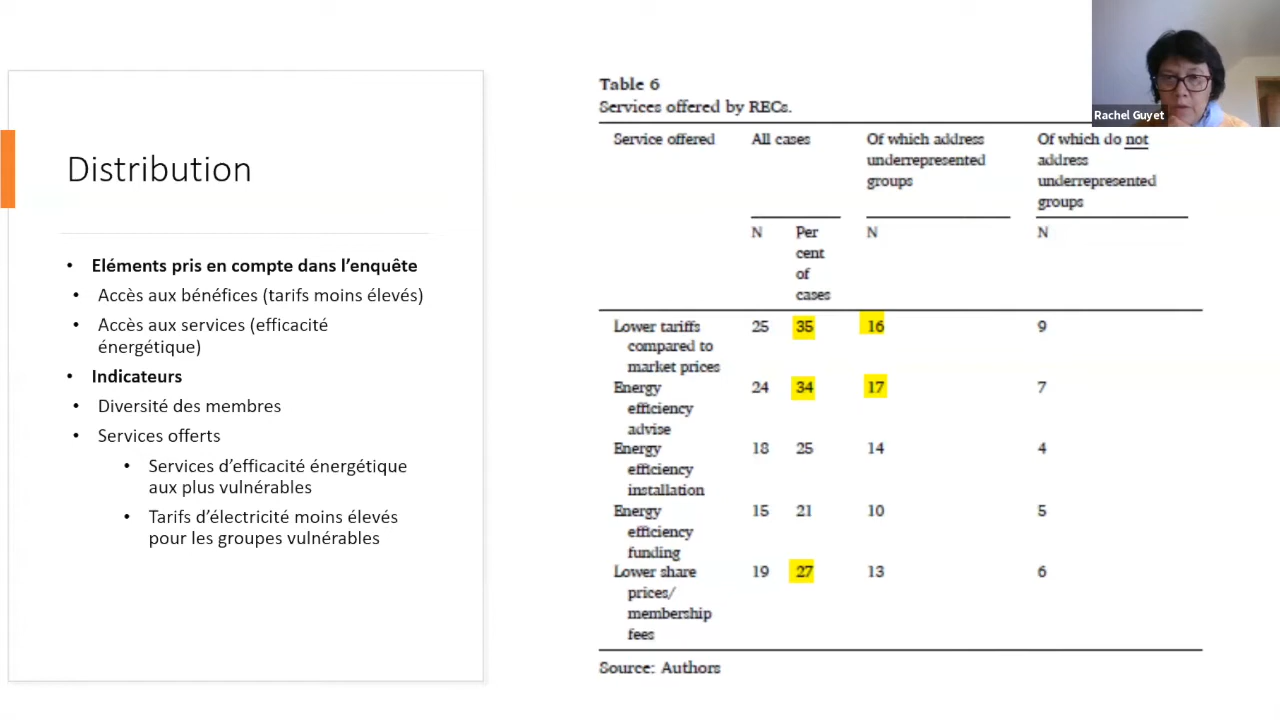 Distribution
• Eléments pris en compte dans l'enquête
• Accès aux bénéfices (tarifs moins élevés)
• Accès aux services (efficacité
énergétique)
• Indicateurs
• Diversité des membres
• Services offerts
• Services d'efficacité énergétique
aux plus vulnérables
• Tarifs d'électricité moins élevés
pour les groupes vulnérables
Table 6
Services offered by RECs.
Service offered All cases Of which address Of which do not
underrepresented address
groups underrepresented
groups
N Per N N
cent
of
cases
Lower tariffs 25 35 16 9
compared to
market prices
Energy 24 34 17 7
efficiency
advise
Energy 18 25 14 4
efficiency
installation
Energy 15 21 10 5
efficiency
funding
Lower share 19 27 13 6
prices/
membership
fees
Source: Authors
Rachel Guyet